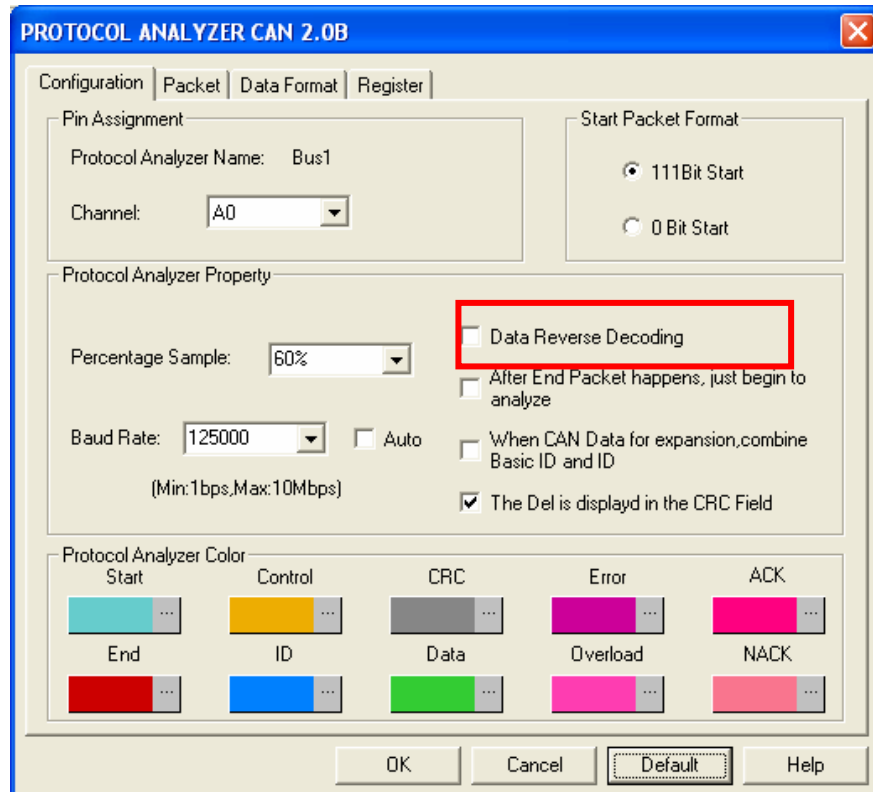 PROTOCOL ANALYZER CAN 2.0B
Configuration
Packet
Data Format
Register
Pin Assignment
Protocol Analyzer Name: Bus1
Channel: A0
Start Packet Format
111Bit Start
0 Bit Start
Protocol Analyzer Property
Percentage Sample: 60%
Baud Rate: 125000
Auto
(Min:1bps,Max:10Mbps)
Data Reverse Decoding
After End Packet happens, just begin to
analyze
When CAN Data for expansion,combine
Basic ID and ID
The Del is displayd in the CRC Field
Protocol Analyzer Color
Start Control CRC Error ACK
... ... ... ... ...
End ID Data Overload NACK
... ... ... ... ...
OK Cancel Default Help